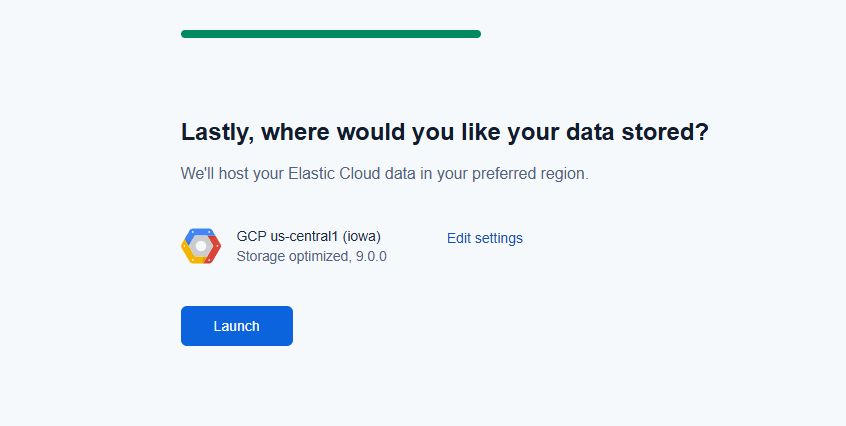 Lastly, where would you like your data stored?
We'll host your Elastic Cloud data in your preferred region.
GCP us-central1 (iowa)
Edit settings
Storage optimized, 9.0.0
Launch